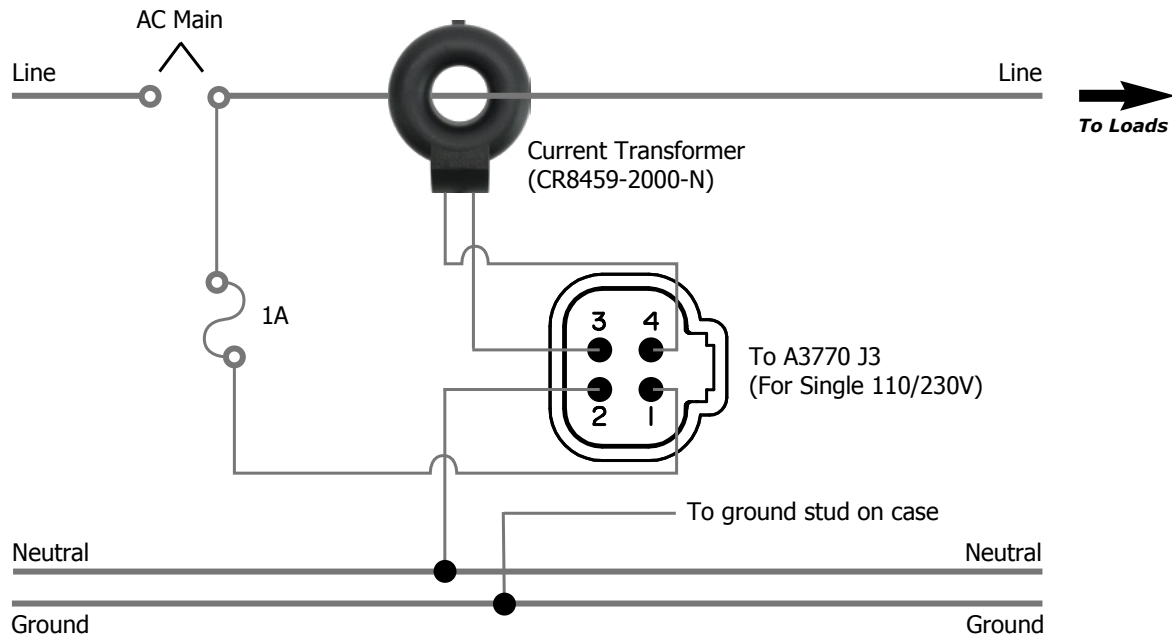 AC Main
Line
Line
To Loads
Current Transformer
(CR8459-2000-N)
1A
3 4
2 1
To A3770 J3
(For Single 110/230V)
To ground stud on case
Neutral
Neutral
Ground
Ground